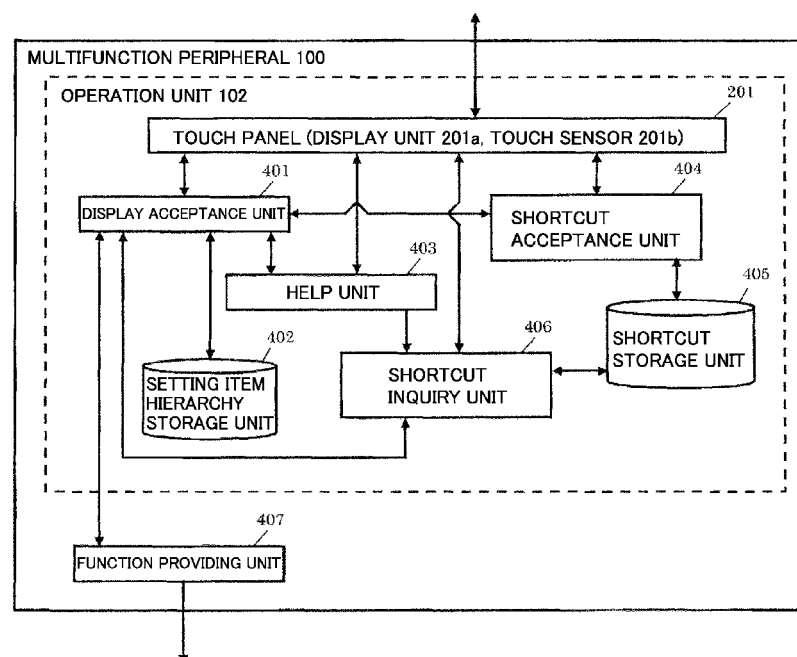 MULTIFUNCTION PERIPHERAL 100
OPERATION UNIT 102
201
TOUCH PANEL (DISPLAY UNIT 201a, TOUCH SENSOR 201b)
401
DISPLAY ACCEPTANCE UNIT
404
SHORTCUT
ACCEPTANCE UNIT
403
HELP UNIT
405
SHORTCUT
STORAGE UNIT
402
SETTING ITEM
HIERARCHY
STORAGE UNIT
406
SHORTCUT
INQUIRY UNIT
407
FUNCTION PROVIDING UNIT